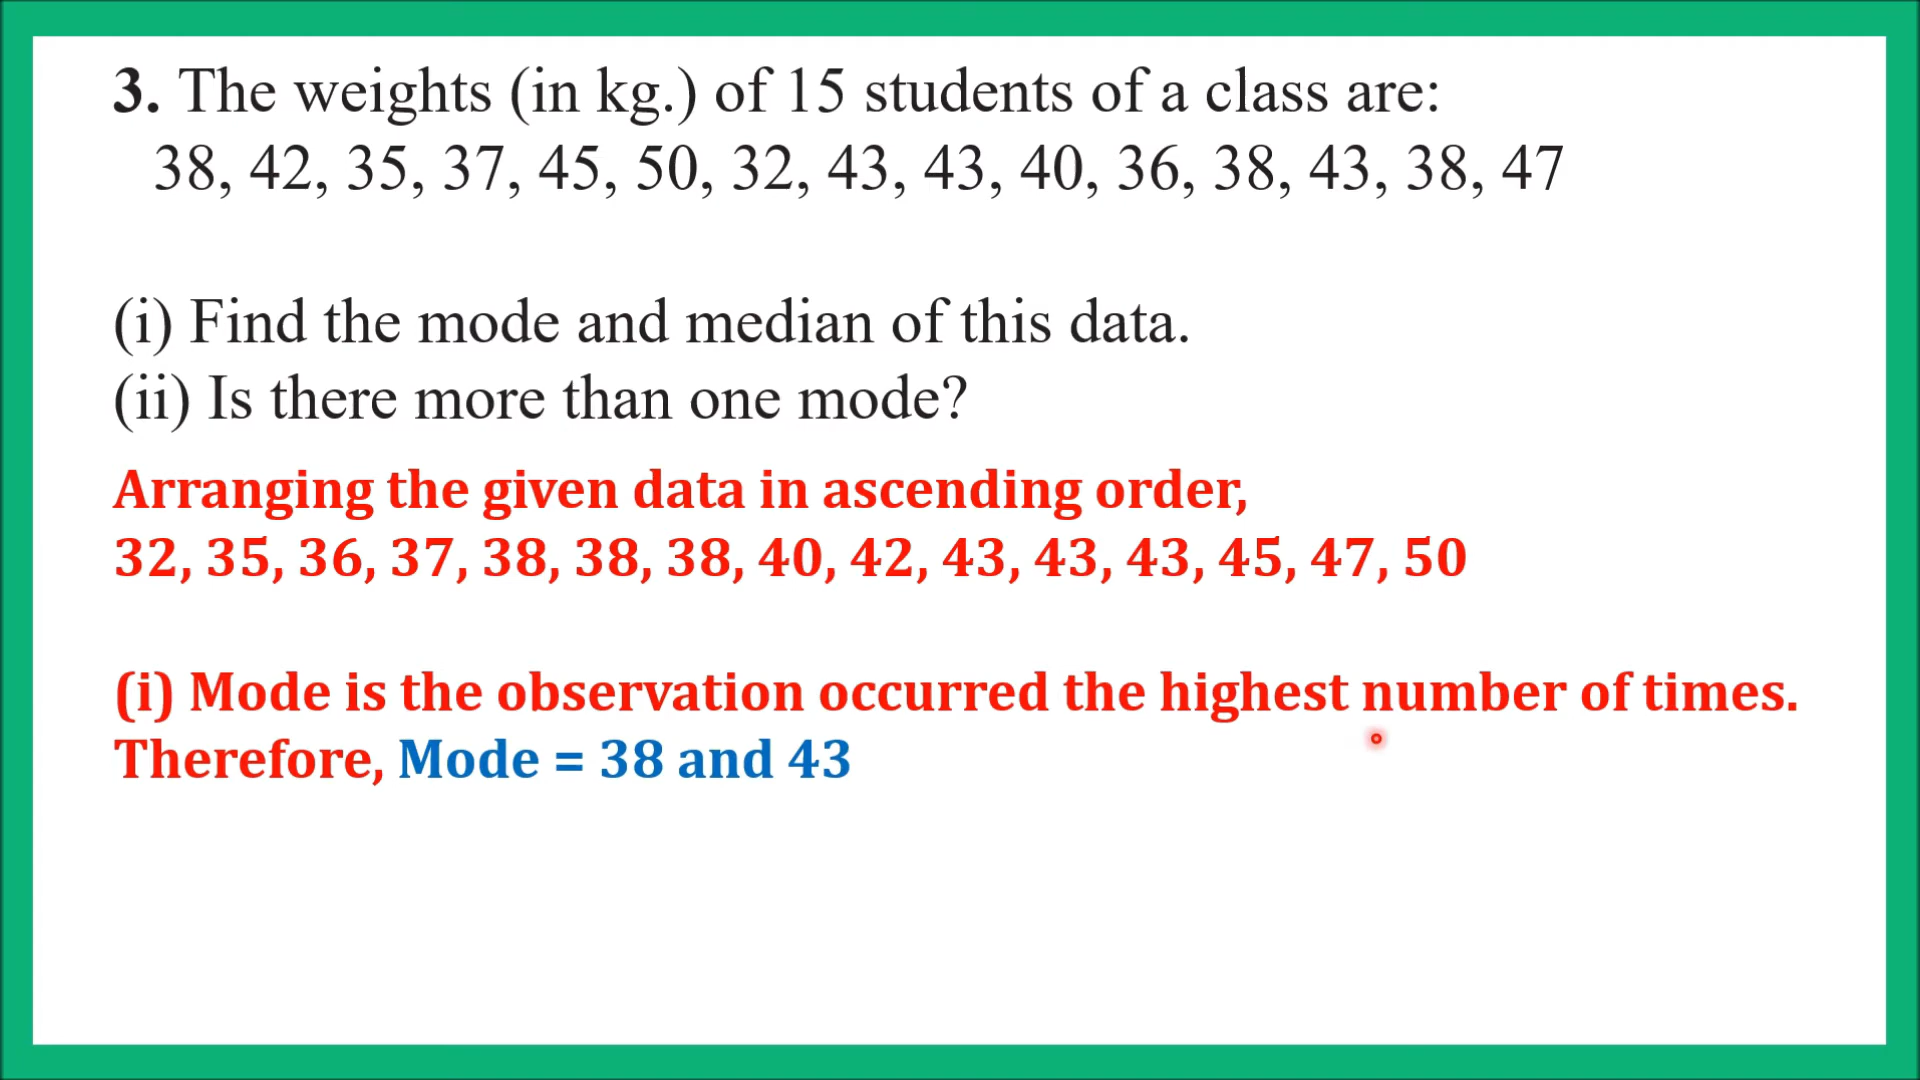 3. The weights (in kg.) of 15 students of a class are:
38, 42, 35, 37, 45, 50, 32, 43, 43, 40, 36, 38, 43, 38, 47
(i) Find the mode and median of this data.
(ii) Is there more than one mode?
Arranging the given data in ascending order,
32, 35, 36, 37, 38, 38, 38, 40, 42, 43, 43, 43, 45, 47, 50
(i) Mode is the observation occurred the highest number of times.
Therefore, Mode = 38 and 43